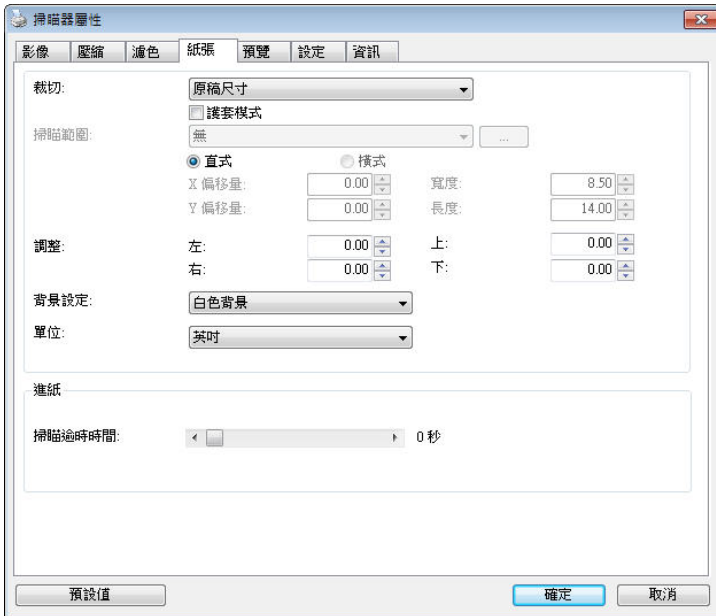 掃瞄器屬性
影像 壓縮 濾色 紙張 預覽 設定 資訊
裁切: 原稿尺寸
護套模式
掃瞄範圍: 無 ...
直式 橫式
X 偏移量: 0.00 寬度: 8.50
Y 偏移量: 0.00 長度: 14.00
調整: 左: 0.00 上: 0.00
右: 0.00 下: 0.00
背景設定: 白色背景
單位: 英吋
進紙
掃瞄逾時時間: 0 秒
預設值 確定 取消